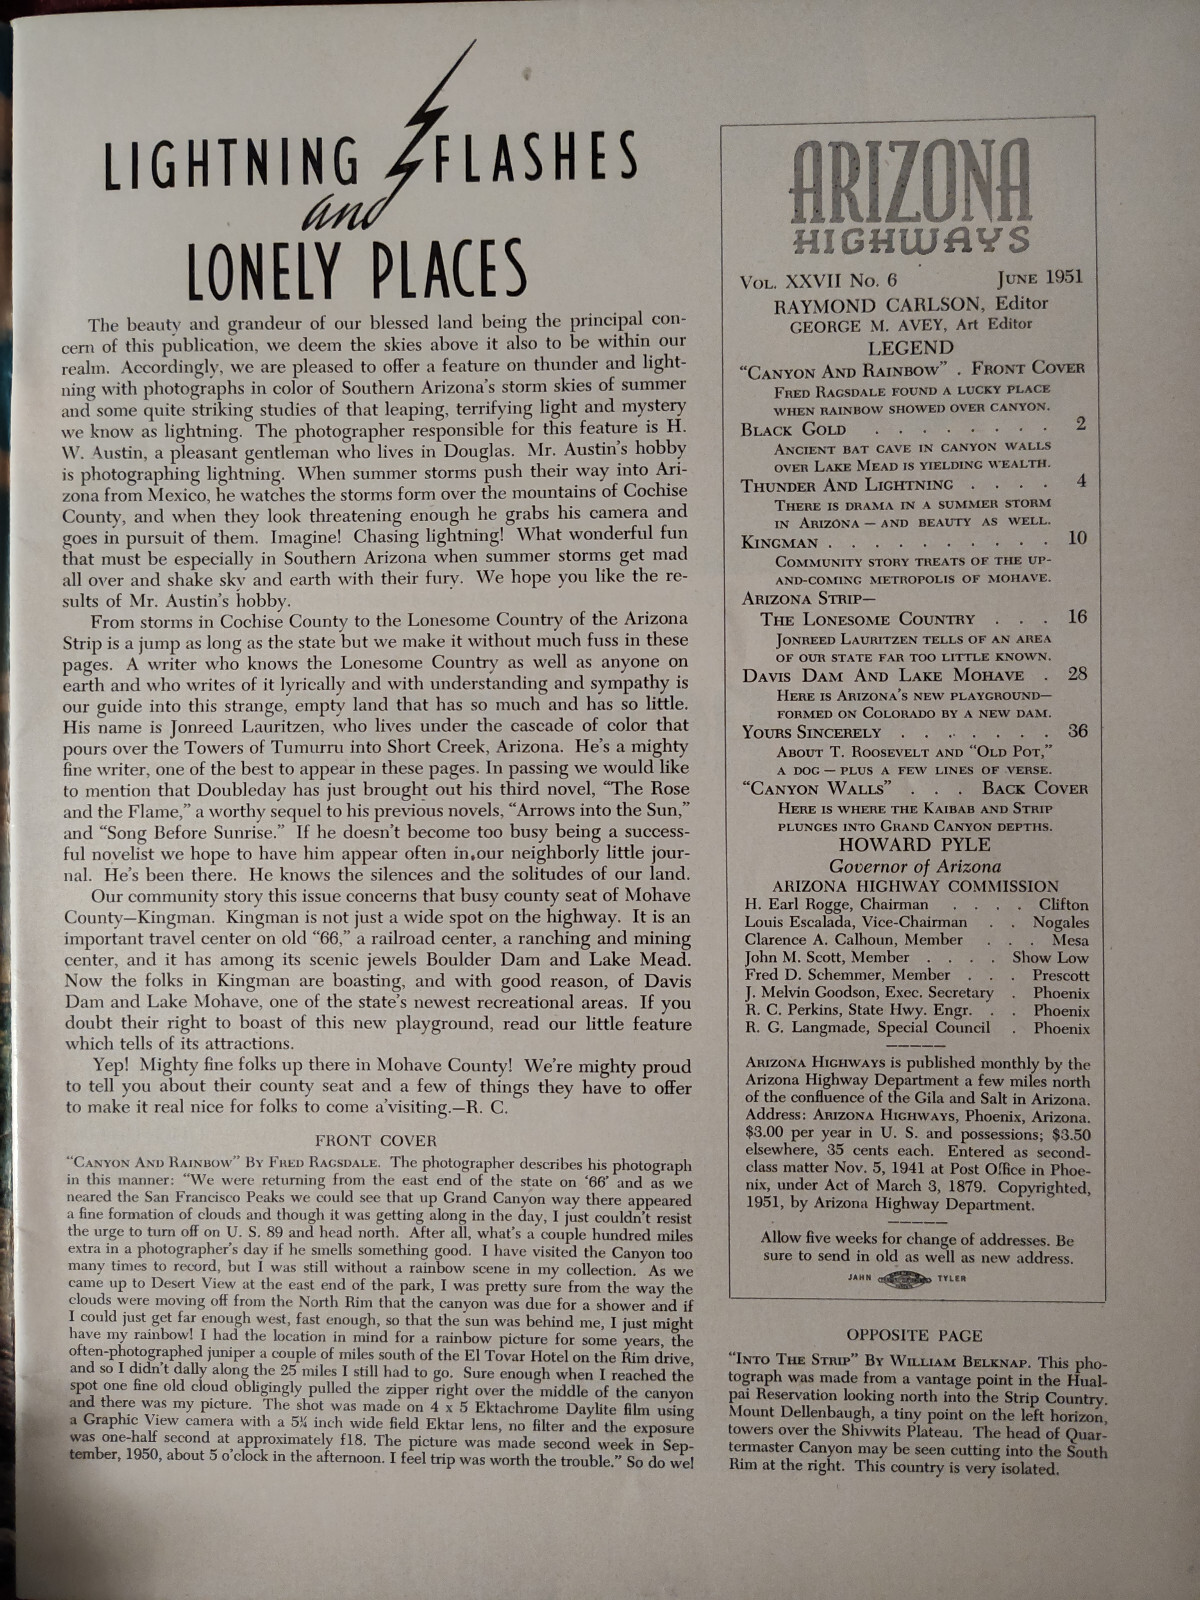 LIGHTNING FLASHES
and
LONELY PLACES
The beauty and grandeur of our blessed land being the principal con-
cern of this publication, we deem the skies above it also to be within our
realm. Accordingly, we are pleased to offer a feature on thunder and light-
ning with photographs in color of Southern Arizona's storm skies of summer
and some quite striking studies of that leaping, terrifying light and mystery
we know as lightning. The photographer responsible for this feature is H.
W. Austin, a pleasant gentleman who lives in Douglas. Mr. Austin's hobby
is photographing lightning. When summer storms push their way into Ari-
zona from Mexico, he watches the storms form over the mountains of Cochise
County, and when they look threatening enough he grabs his camera and
goes in pursuit of them. Imagine! Chasing lightning! What wonderful fun
that must be especially in Southern Arizona when summer storms get mad
all over and shake sky and earth with their fury. We hope you like the re-
sults of Mr. Austin's hobby.
From storms in Cochise County to the Lonesome Country of the Arizona
Strip is a jump as long as the state but we make it without much fuss in these
pages. A writer who knows the Lonesome Country as well as anyone on
earth and who writes of it lyrically and with understanding and sympathy is
our guide into this strange, empty land that has so much and has so little.
His name is Jonreed Lauritzen, who lives under the cascade of color that
pours over the Towers of Tumurru into Short Creek, Arizona. He's a mighty
fine writer, one of the best to appear in these pages. In passing we would like
to mention that Doubleday has just brought out his third novel, "The Rose
and the Flame," a worthy sequel to his previous novels, "Arrows into the Sun,"
and "Song Before Sunrise." If he doesn't become too busy being a success-
ful novelist we hope to have him appear often in our neighborly little jour-
nal. He's been there. He knows the silences and the solitudes of our land.
Our community story this issue concerns that busy county seat of Mohave
County—Kingman. Kingman is not just a wide spot on the highway. It is an
important travel center on old "66," a railroad center, a ranching and mining
center, and it has among its scenic jewels Boulder Dam and Lake Mead.
Now the folks in Kingman are boasting, and with good reason, of Davis
Dam and Lake Mohave, one of the state's newest recreational areas. If you
doubt their right to boast of this new playground, read our little feature
which tells of its attractions.
Yep! Mighty fine folks up there in Mohave County! We're mighty proud
to tell you about their county seat and a few of things they have to offer
to make it real nice for folks to come a'visiting.—R. C.
FRONT COVER
"CANYON AND RAINBOW" BY FRED RAGSDALE. The photographer describes his photograph
in this manner: "We were returning from the east end of the state on '66' and as we
neared the San Francisco Peaks we could see that up Grand Canyon way there appeared
a fine formation of clouds and though it was getting along in the day, I just couldn't resist
the urge to turn off on U. S. 89 and head north. After all, what's a couple hundred miles
extra in a photographer's day if he smells something good. I have visited the Canyon too
many times to record, but I was still without a rainbow scene in my collection. As we
came up to Desert View at the east end of the park, I was pretty sure from the way the
clouds were moving off from the North Rim that the canyon was due for a shower and if
I could just get far enough west, fast enough, so that the sun was behind me, I just might
have my rainbow! I had the location in mind for a rainbow picture for some years, the
often-photographed juniper a couple of miles south of the El Tovar Hotel on the Rim drive,
and so I didn't dally along the 25 miles I still had to go. Sure enough when I reached the
spot one fine old cloud obligingly pulled the zipper right over the middle of the canyon
and there was my picture. The shot was made on 4 x 5 Ektachrome Daylite film using
a Graphic View camera with a 5¼ inch wide field Ektar lens, no filter and the exposure
was one-half second at approximately f18. The picture was made second week in Sep-
tember, 1950, about 5 o'clock in the afternoon. I feel trip was worth the trouble." So do we!
ARIZONA
HIGHWAYS
VOL. XXVII No. 6 JUNE 1951
RAYMOND CARLSON, Editor
GEORGE M. AVEY, Art Editor
LEGEND
"CANYON AND RAINBOW" . FRONT COVER
FRED RAGSDALE FOUND A LUCKY PLACE
WHEN RAINBOW SHOWED OVER CANYON.
BLACK GOLD . . . . . . . . 2
ANCIENT BAT CAVE IN CANYON WALLS
OVER LAKE MEAD IS YIELDING WEALTH.
THUNDER AND LIGHTNING . . . . 4
THERE IS DRAMA IN A SUMMER STORM
IN ARIZONA — AND BEAUTY AS WELL.
KINGMAN . . . . . . . . . . 10
COMMUNITY STORY TREATS OF THE UP-
AND-COMING METROPOLIS OF MOHAVE.
ARIZONA STRIP—
THE LONESOME COUNTRY . . . 16
JONREED LAURITZEN TELLS OF AN AREA
OF OUR STATE FAR TOO LITTLE KNOWN.
DAVIS DAM AND LAKE MOHAVE . 28
HERE IS ARIZONA'S NEW PLAYGROUND—
FORMED ON COLORADO BY A NEW DAM.
YOURS SINCERELY . . . . . . . 36
ABOUT T. ROOSEVELT AND "OLD POT,"
A DOG — PLUS A FEW LINES OF VERSE.
"CANYON WALLS" . . . BACK COVER
HERE IS WHERE THE KAIBAB AND STRIP
PLUNGES INTO GRAND CANYON DEPTHS.
HOWARD PYLE
Governor of Arizona
ARIZONA HIGHWAY COMMISSION
H. Earl Rogge, Chairman . . . . Clifton
Louis Escalada, Vice-Chairman . . Nogales
Clarence A. Calhoun, Member . . . Mesa
John M. Scott, Member . . . . Show Low
Fred D. Schemmer, Member . . . Prescott
J. Melvin Goodson, Exec. Secretary . Phoenix
R. C. Perkins, State Hwy. Engr. . . Phoenix
R. G. Langmade, Special Council . Phoenix
ARIZONA HIGHWAYS is published monthly by the
Arizona Highway Department a few miles north
of the confluence of the Gila and Salt in Arizona.
Address: ARIZONA HIGHWAYS, Phoenix, Arizona.
$3.00 per year in U. S. and possessions; $3.50
elsewhere, 35 cents each. Entered as second-
class matter Nov. 5, 1941 at Post Office in Phoe-
nix, under Act of March 3, 1879. Copyrighted,
1951, by Arizona Highway Department.
Allow five weeks for change of addresses. Be
sure to send in old as well as new address.
JAHN TYLER
OPPOSITE PAGE
"INTO THE STRIP" BY WILLIAM BELKNAP. This pho-
tograph was made from a vantage point in the Hual-
pai Reservation looking north into the Strip Country.
Mount Dellenbaugh, a tiny point on the left horizon,
towers over the Shivwits Plateau. The head of Quar-
termaster Canyon may be seen cutting into the South
Rim at the right. This country is very isolated.